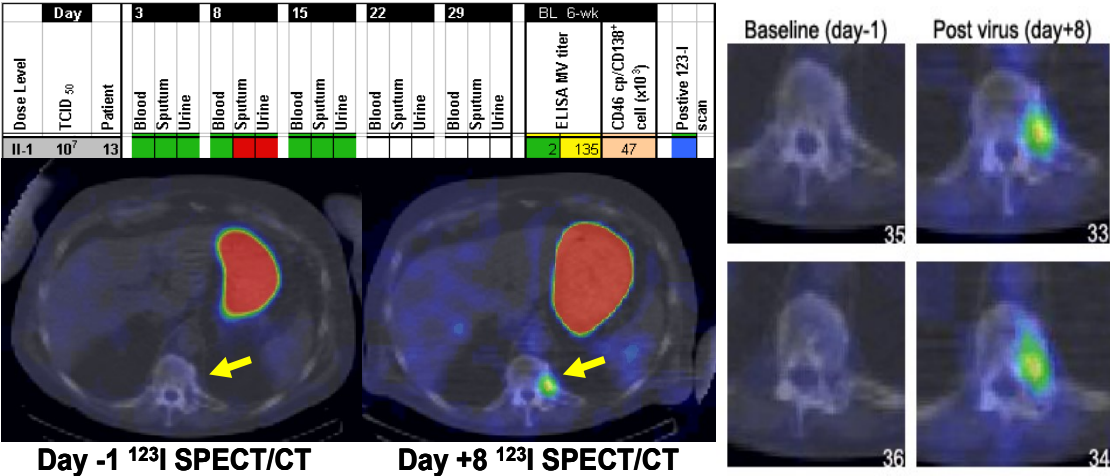 Day 3 8 15 22 29 BL 6-wk
Dose Level
TCID 50
Patient
Blood
Sputum
Urine
Blood
Sputum
Urine
Blood
Sputum
Urine
Blood
Sputum
Urine
Blood
Sputum
Urine
ELISA MV titer
CD46 cp/CD138+
cell (x10³)
Postive 123-I
scan
II-1 10⁷ 13 2 135 47
Day -1 ¹²³I SPECT/CT
Day +8 ¹²³I SPECT/CT
Baseline (day-1)
Post virus (day+8)
35
33
36
34